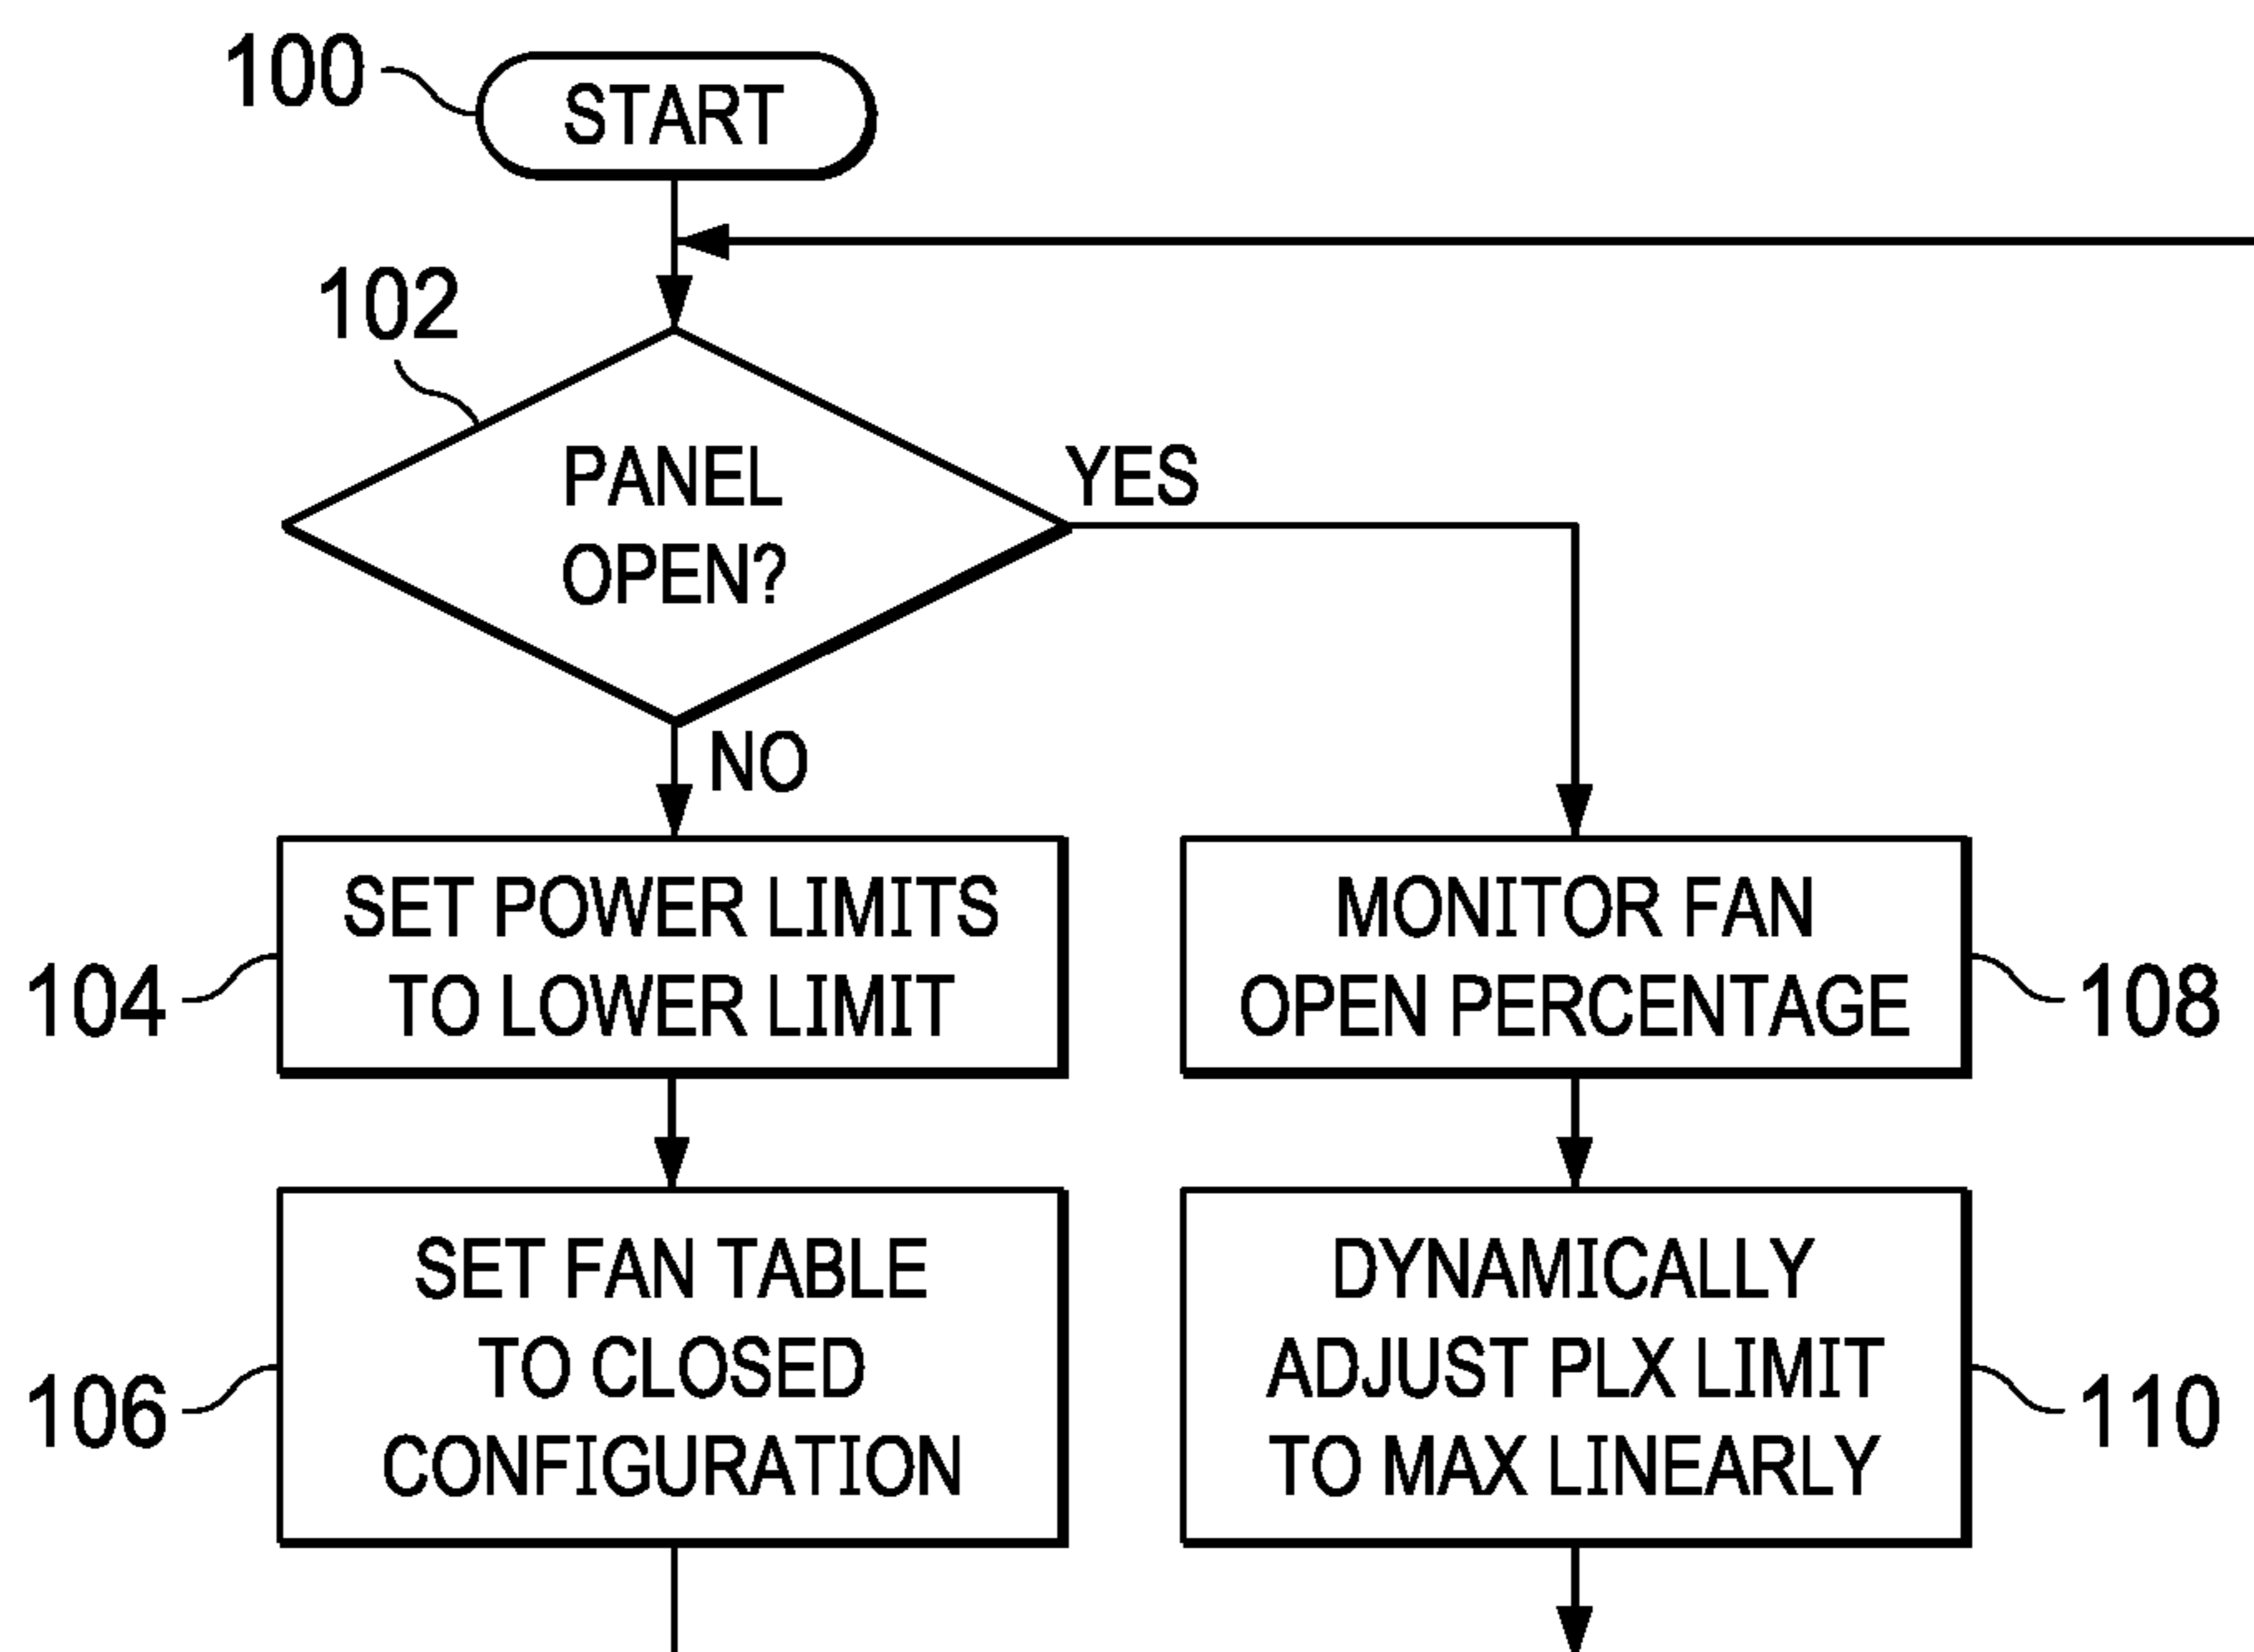 100
START
102
PANEL
OPEN?
YES
NO
SET POWER LIMITS
TO LOWER LIMIT
104
MONITOR FAN
OPEN PERCENTAGE
108
SET FAN TABLE
TO CLOSED
CONFIGURATION
106
DYNAMICALLY
ADJUST PLX LIMIT
TO MAX LINEARLY
110